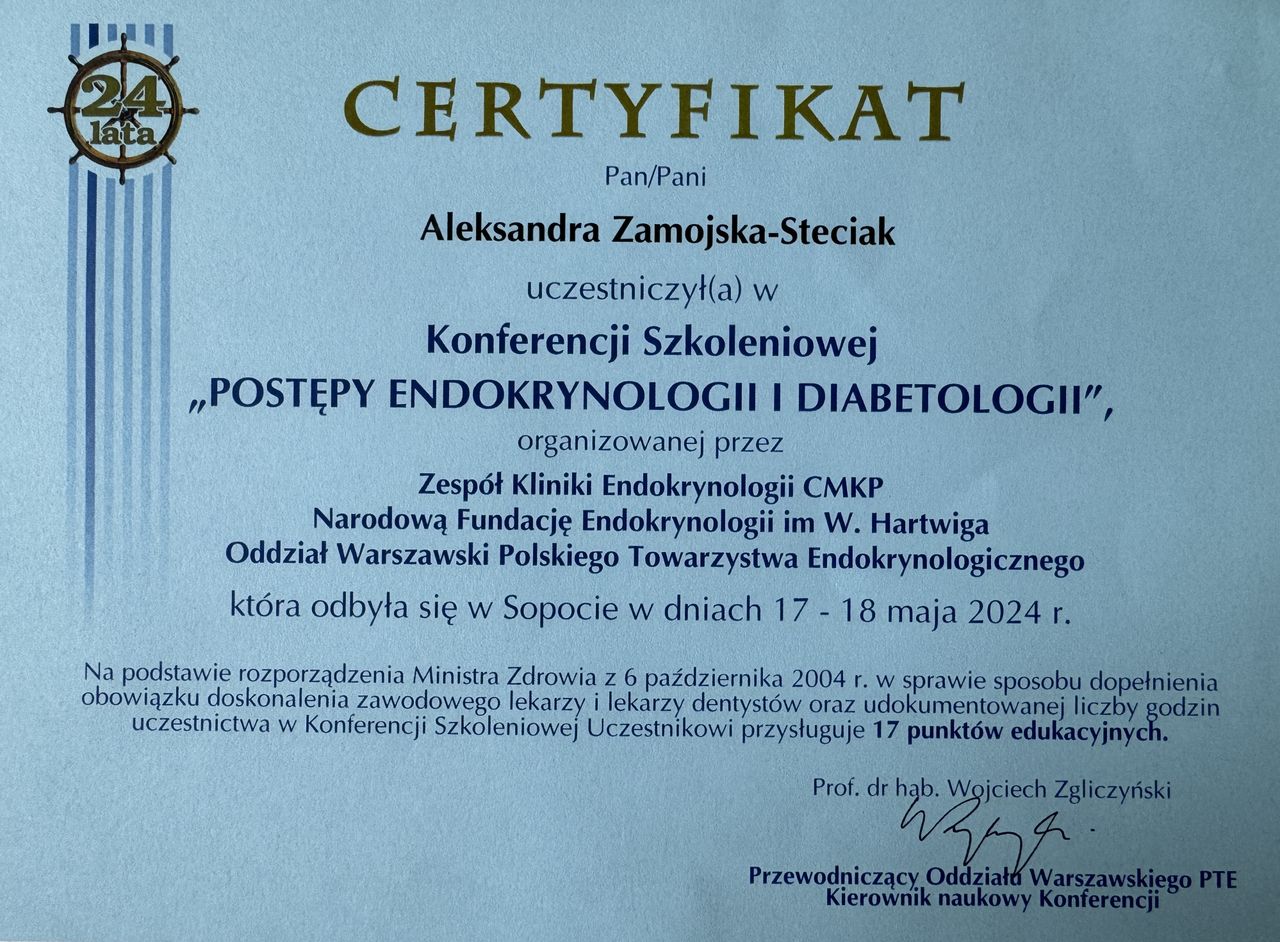 24
lata
CERTYFIKAT
Pan/Pani
Aleksandra Zamojska-Steciak
uczestniczył(a) w
Konferencji Szkoleniowej
„POSTĘPY ENDOKRYNOLOGII I DIABETOLOGII”,
organizowanej przez
Zespół Kliniki Endokrynologii CMKP
Narodową Fundację Endokrynologii im W. Hartwiga
Oddział Warszawski Polskiego Towarzystwa Endokrynologicznego
która odbyła się w Sopocie w dniach 17 - 18 maja 2024 r.
Na podstawie rozporządzenia Ministra Zdrowia z 6 października 2004 r. w sprawie sposobu dopełnienia
obowiązku doskonalenia zawodowego lekarzy i lekarzy dentystów oraz udokumentowanej liczby godzin
uczestnictwa w Konferencji Szkoleniowej Uczestnikowi przysługuje 17 punktów edukacyjnych.
Prof. dr hab. Wojciech Zgliczyński
Przewodniczący Oddziału Warszawskiego PTE
Kierownik naukowy Konferencji